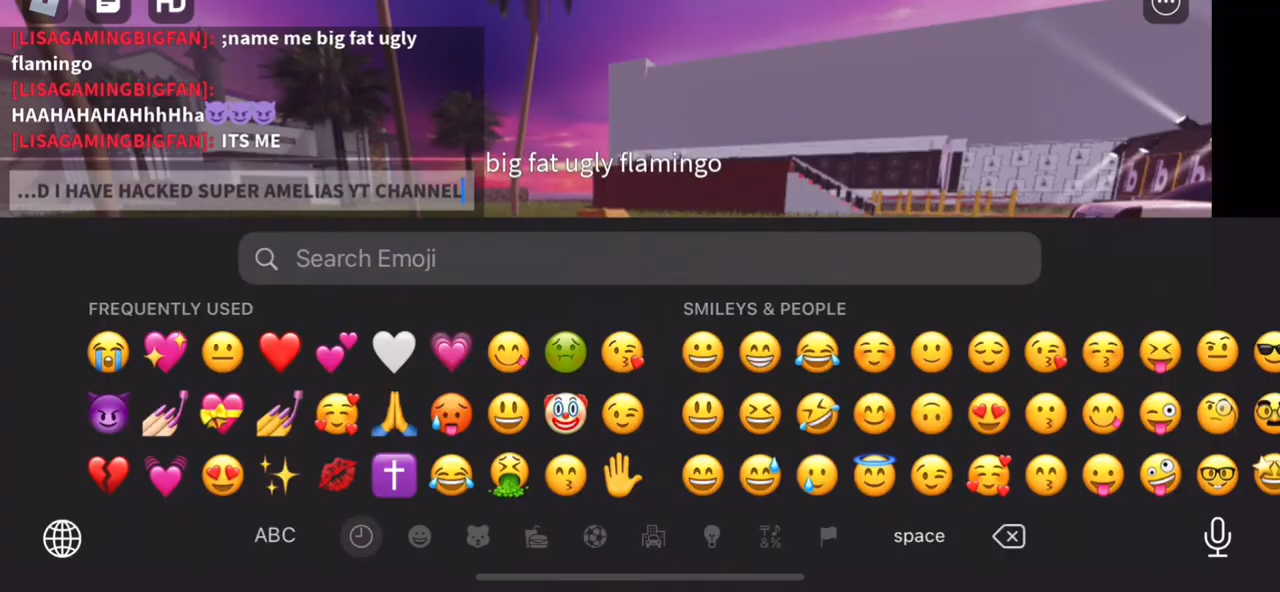 HD
[LISAGAMINGBIGFAN]: ;name me big fat ugly
flamingo
[LISAGAMINGBIGFAN]:
HAAHAHAHAHhhHha😈😈😈
[LISAGAMINGBIGFAN]: ITS ME
...D I HAVE HACKED SUPER AMELIAS YT CHANNEL
big fat ugly flamingo
b b
Search Emoji
FREQUENTLY USED
SMILEYS & PEOPLE
ABC
space